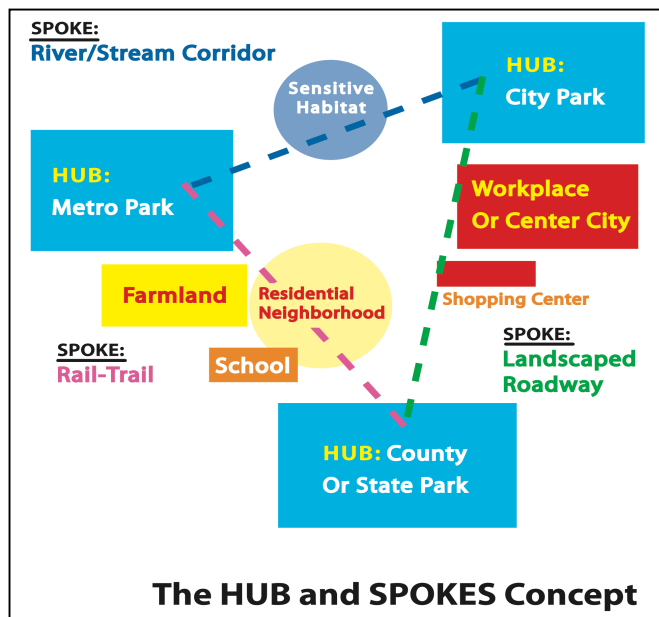 SPOKE:
River/Stream Corridor
Sensitive
Habitat
HUB:
City Park
HUB:
Metro Park
Workplace
Or Center City
Farmland
Residential
Neighborhood
Shopping Center
SPOKE:
Rail-Trail
School
SPOKE:
Landscaped
Roadway
HUB: County
Or State Park
The HUB and SPOKES Concept